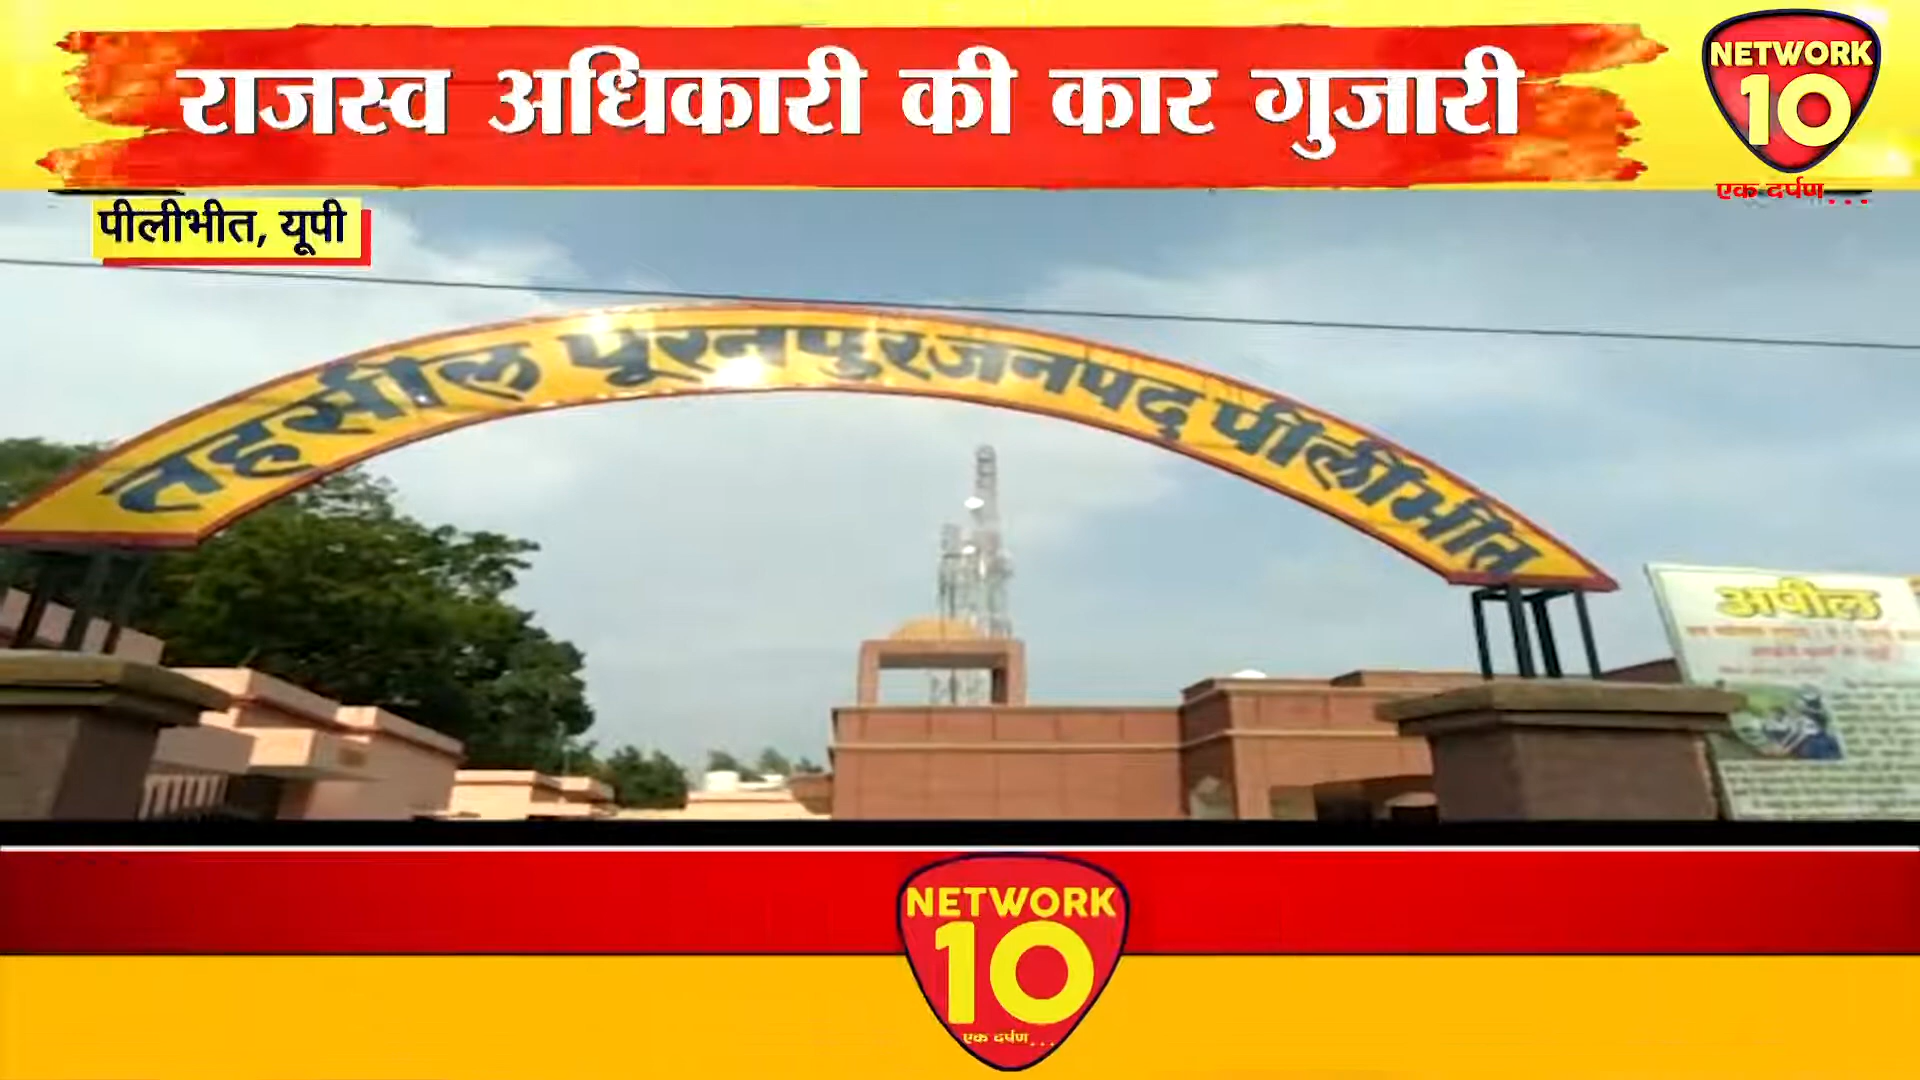 राजस्व अधिकारी की कार गुजारी
NETWORK
10
एक दर्पण...
पीलीभीत, यूपी
तहसील पूरनपुर जनपद पीलीभीत
अपील
NETWORK
10
एक दर्पण...